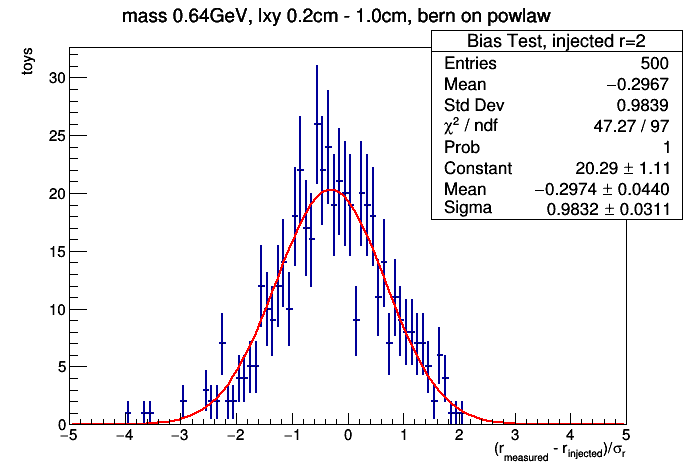 mass 0.64GeV, lxy 0.2cm - 1.0cm, bern on powlaw
Bias Test, injected r=2
Entries 500
Mean −0.2967
Std Dev 0.9839
χ² / ndf 47.27 / 97
Prob 1
Constant 20.29 ± 1.11
Mean −0.2974 ± 0.0440
Sigma 0.9832 ± 0.0311
toys
30
25
20
15
10
5
0
−5 −4 −3 −2 −1 0 1 2 3 4 5
(r_measured - r_injected)/σ_r